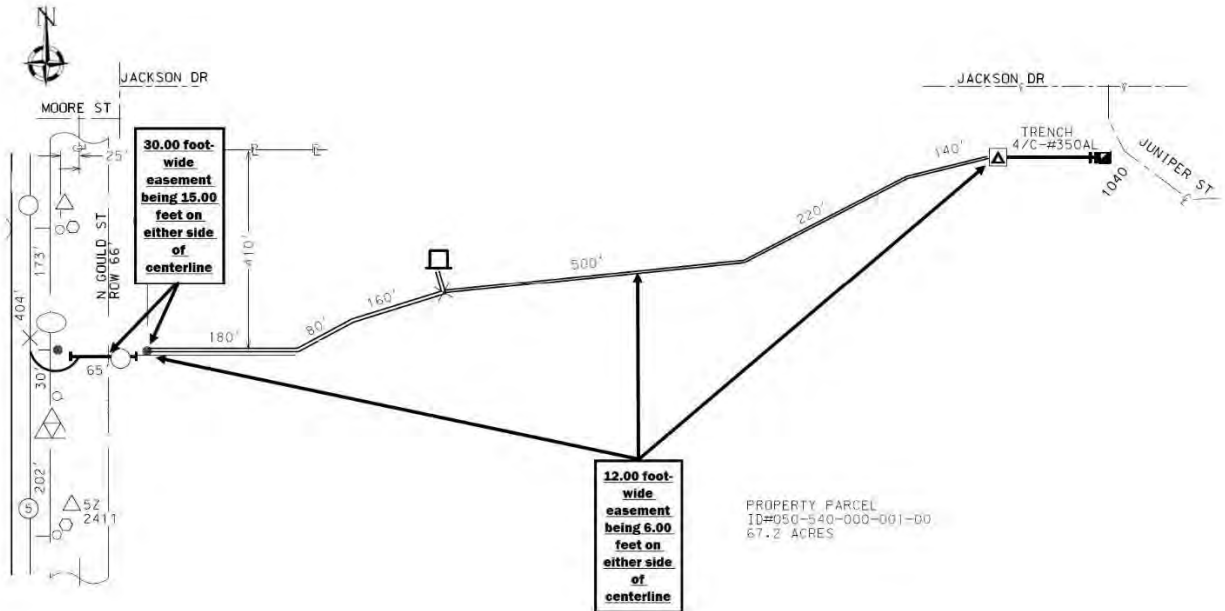 N
JACKSON DR
MOORE ST
25'
30.00 foot-
wide
easement
being 15.00
feet on
either side
of
centerline
N GOULD ST
ROW 66'
173'
404'
30'
65'
202'
5
5Z
2411
410'
180'
80'
160'
500'
220'
140'
JACKSON DR
TRENCH
4/C-#350AL
1040
JUNIPER ST
12.00 foot-
wide
easement
being 6.00
feet on
either side
of
centerline
PROPERTY PARCEL
ID#050-540-000-001-00
67.2 ACRES